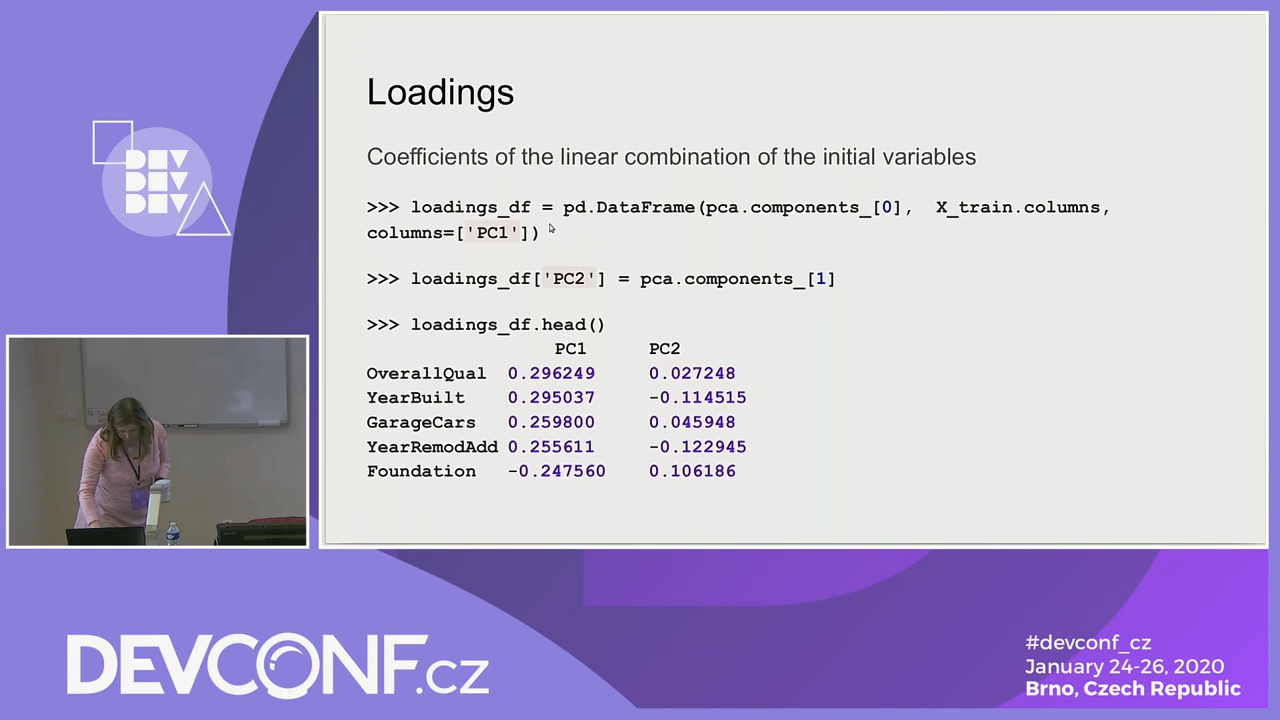 DEV
DEV
DEV
Loadings
Coefficients of the linear combination of the initial variables
>>> loadings_df = pd.DataFrame(pca.components_[0], X_train.columns,
columns=['PC1'])
>>> loadings_df['PC2'] = pca.components_[1]
>>> loadings_df.head()
PC1 PC2
OverallQual 0.296249 0.027248
YearBuilt 0.295037 -0.114515
GarageCars 0.259800 0.045948
YearRemodAdd 0.255611 -0.122945
Foundation -0.247560 0.106186
DEVCONF.cz
#devconf_cz
January 24-26, 2020
Brno, Czech Republic